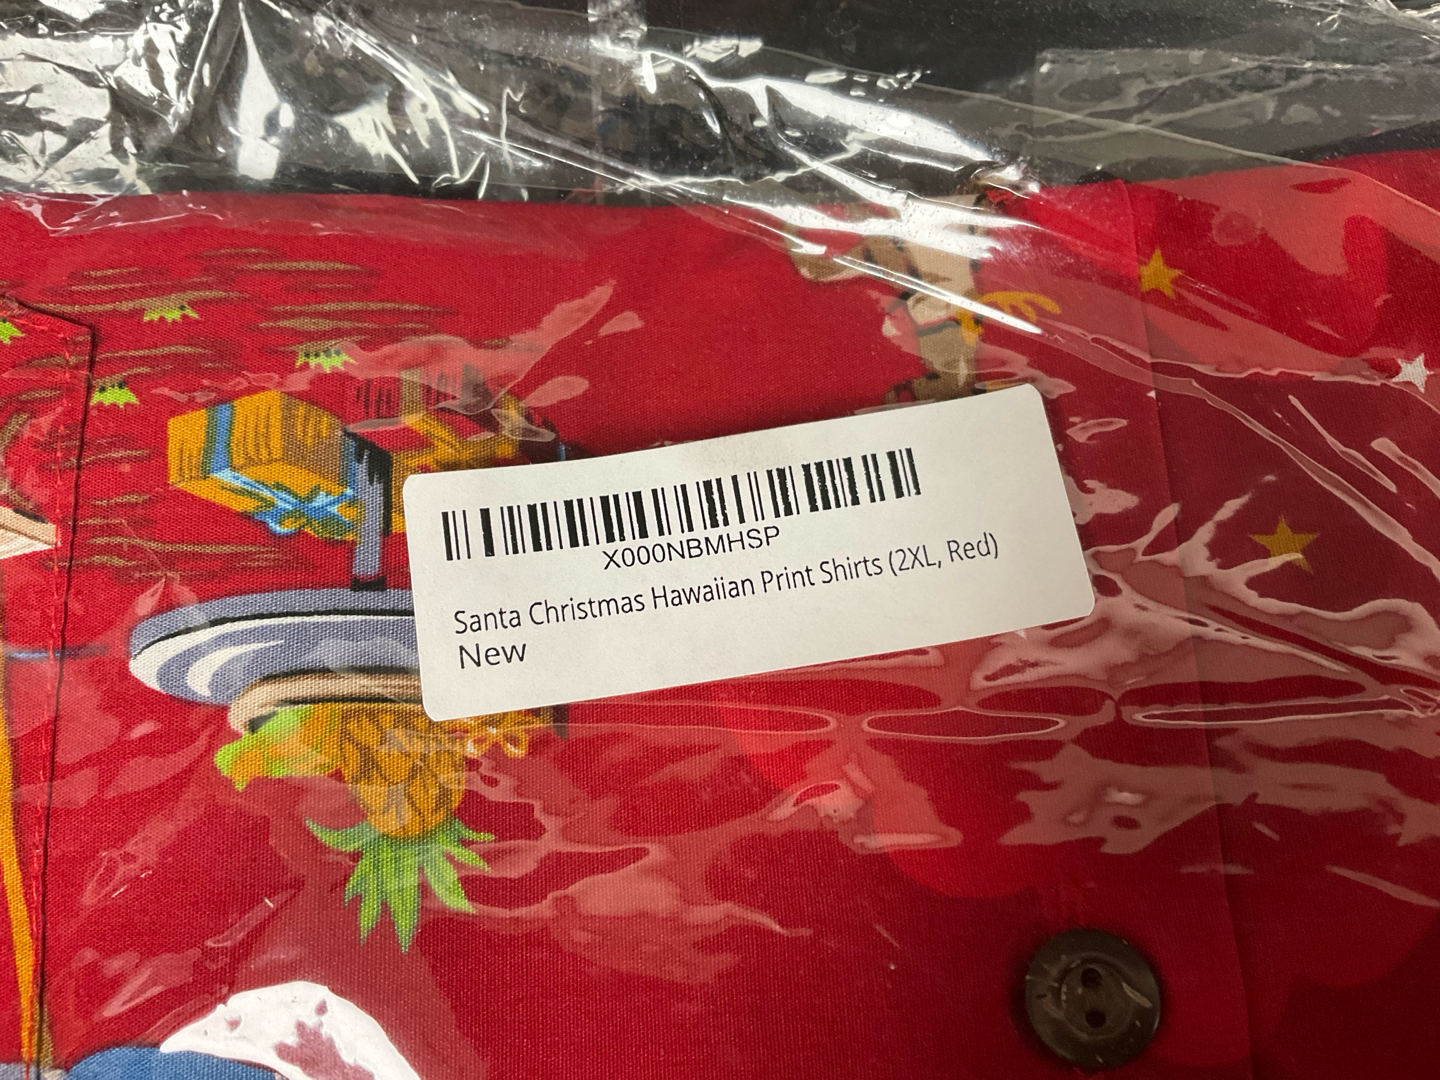 X000NBMHSP
Santa Christmas Hawaiian Print Shirts (2XL, Red)
New